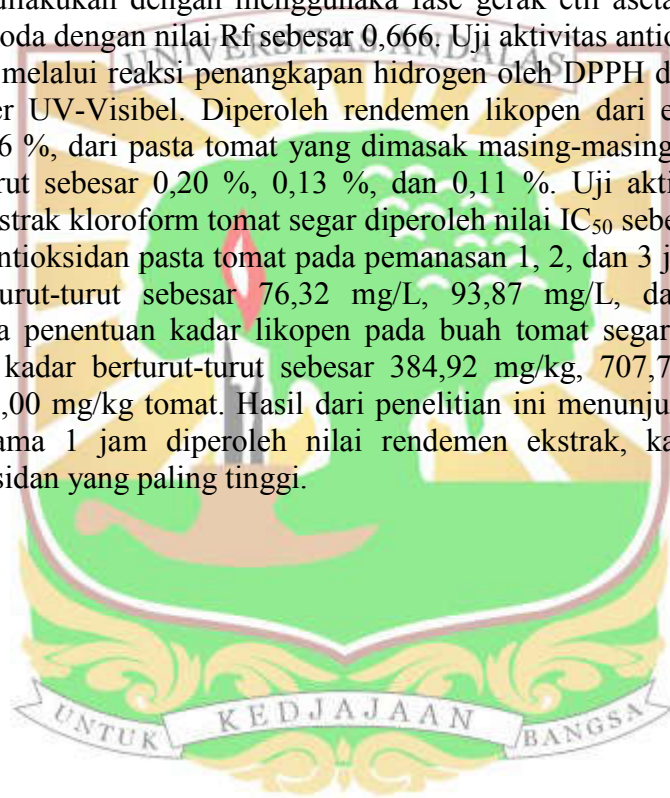 dilakukan dengan menggunaka fase gerak etil aseta
oda dengan nilai Rf sebesar 0,666. Uji aktivitas antio
UNIVERSITAS ANDALAS
melalui reaksi penangkapan hidrogen oleh DPPH d
er UV-Visibel. Diperoleh rendemen likopen dari e
6 %, dari pasta tomat yang dimasak masing-masing
rut sebesar 0,20 %, 0,13 %, dan 0,11 %. Uji akti
strak kloroform tomat segar diperoleh nilai IC₅₀ sebe
ntioksidan pasta tomat pada pemanasan 1, 2, dan 3 j
urut-turut sebesar 76,32 mg/L, 93,87 mg/L, da
a penentuan kadar likopen pada buah tomat segar
kadar berturut-turut sebesar 384,92 mg/kg, 707,7
,00 mg/kg tomat. Hasil dari penelitian ini menunju
ama 1 jam diperoleh nilai rendemen ekstrak, ka
sidan yang paling tinggi.
UNTUK KEDJAJAAN BANGSA